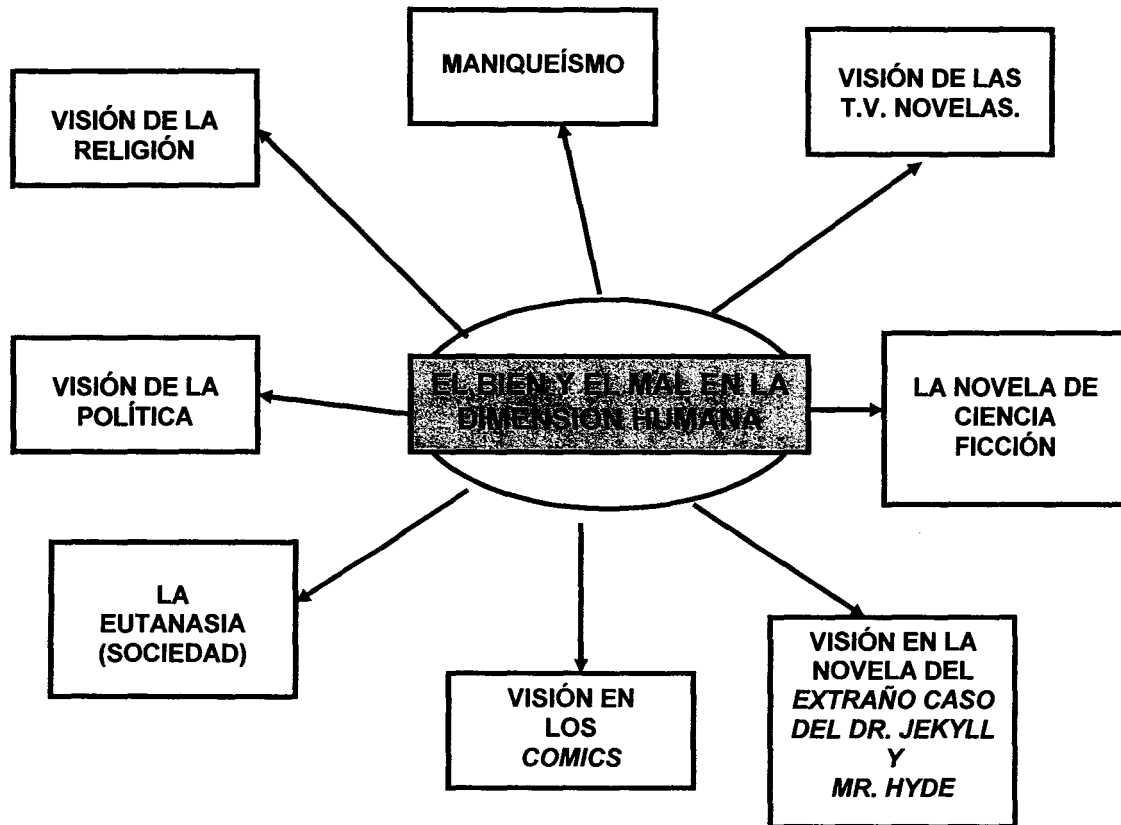 MANIQUEÍSMO
VISIÓN DE LAS
T.V. NOVELAS.
VISIÓN DE LA
RELIGIÓN
EL BIEN Y EL MAL EN LA
DIMENSIÓN HUMANA
VISIÓN DE LA
POLÍTICA
LA NOVELA DE
CIENCIA
FICCIÓN
LA
EUTANASIA
(SOCIEDAD)
VISIÓN EN
LOS
COMICS
VISIÓN EN LA
NOVELA DEL
EXTRAÑO CASO
DEL DR. JEKYLL
Y
MR. HYDE